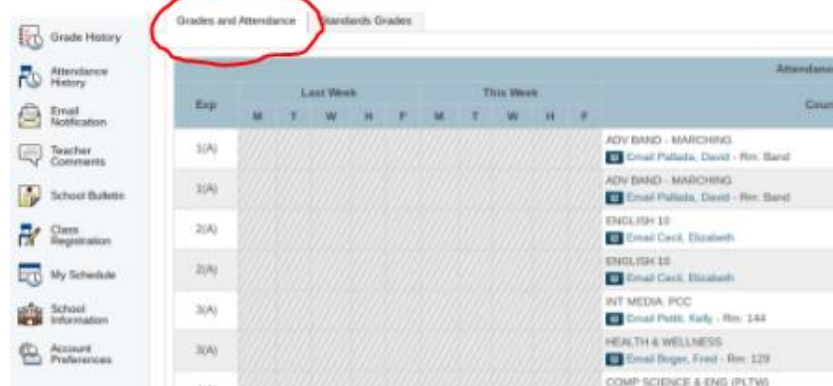 Grades and Attendance
Standards Grades
Grade History
Attendance
History
Email
Notification
Teacher
Comments
School Bulletin
Class
Registration
My Schedule
School
Information
Account
Preferences
Attendance
Exp
Last Week
This Week
M T W H F M T W H F
1(A)
ADV BAND - MARCHING
Email Pallada, David - Rm: Band
1(A)
ADV BAND - MARCHING
Email Pallada, David - Rm: Band
2(A)
ENGLISH 10
Email Cecil, Elizabeth
2(A)
ENGLISH 10
Email Cecil, Elizabeth
3(A)
INT MEDIA: PCC
Email Pettit, Kelly - Rm: 144
3(A)
HEALTH & WELLNESS
Email Boger, Fred - Rm: 129
COMP SCIENCE & ENG (PLTW)